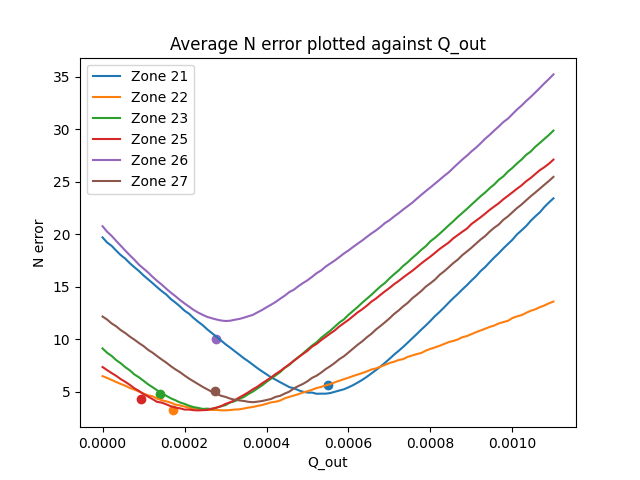 Average N error plotted against Q_out
35
30
25
20
15
10
5
N error
Zone 21
Zone 22
Zone 23
Zone 25
Zone 26
Zone 27
0.0000 0.0002 0.0004 0.0006 0.0008 0.0010
Q_out